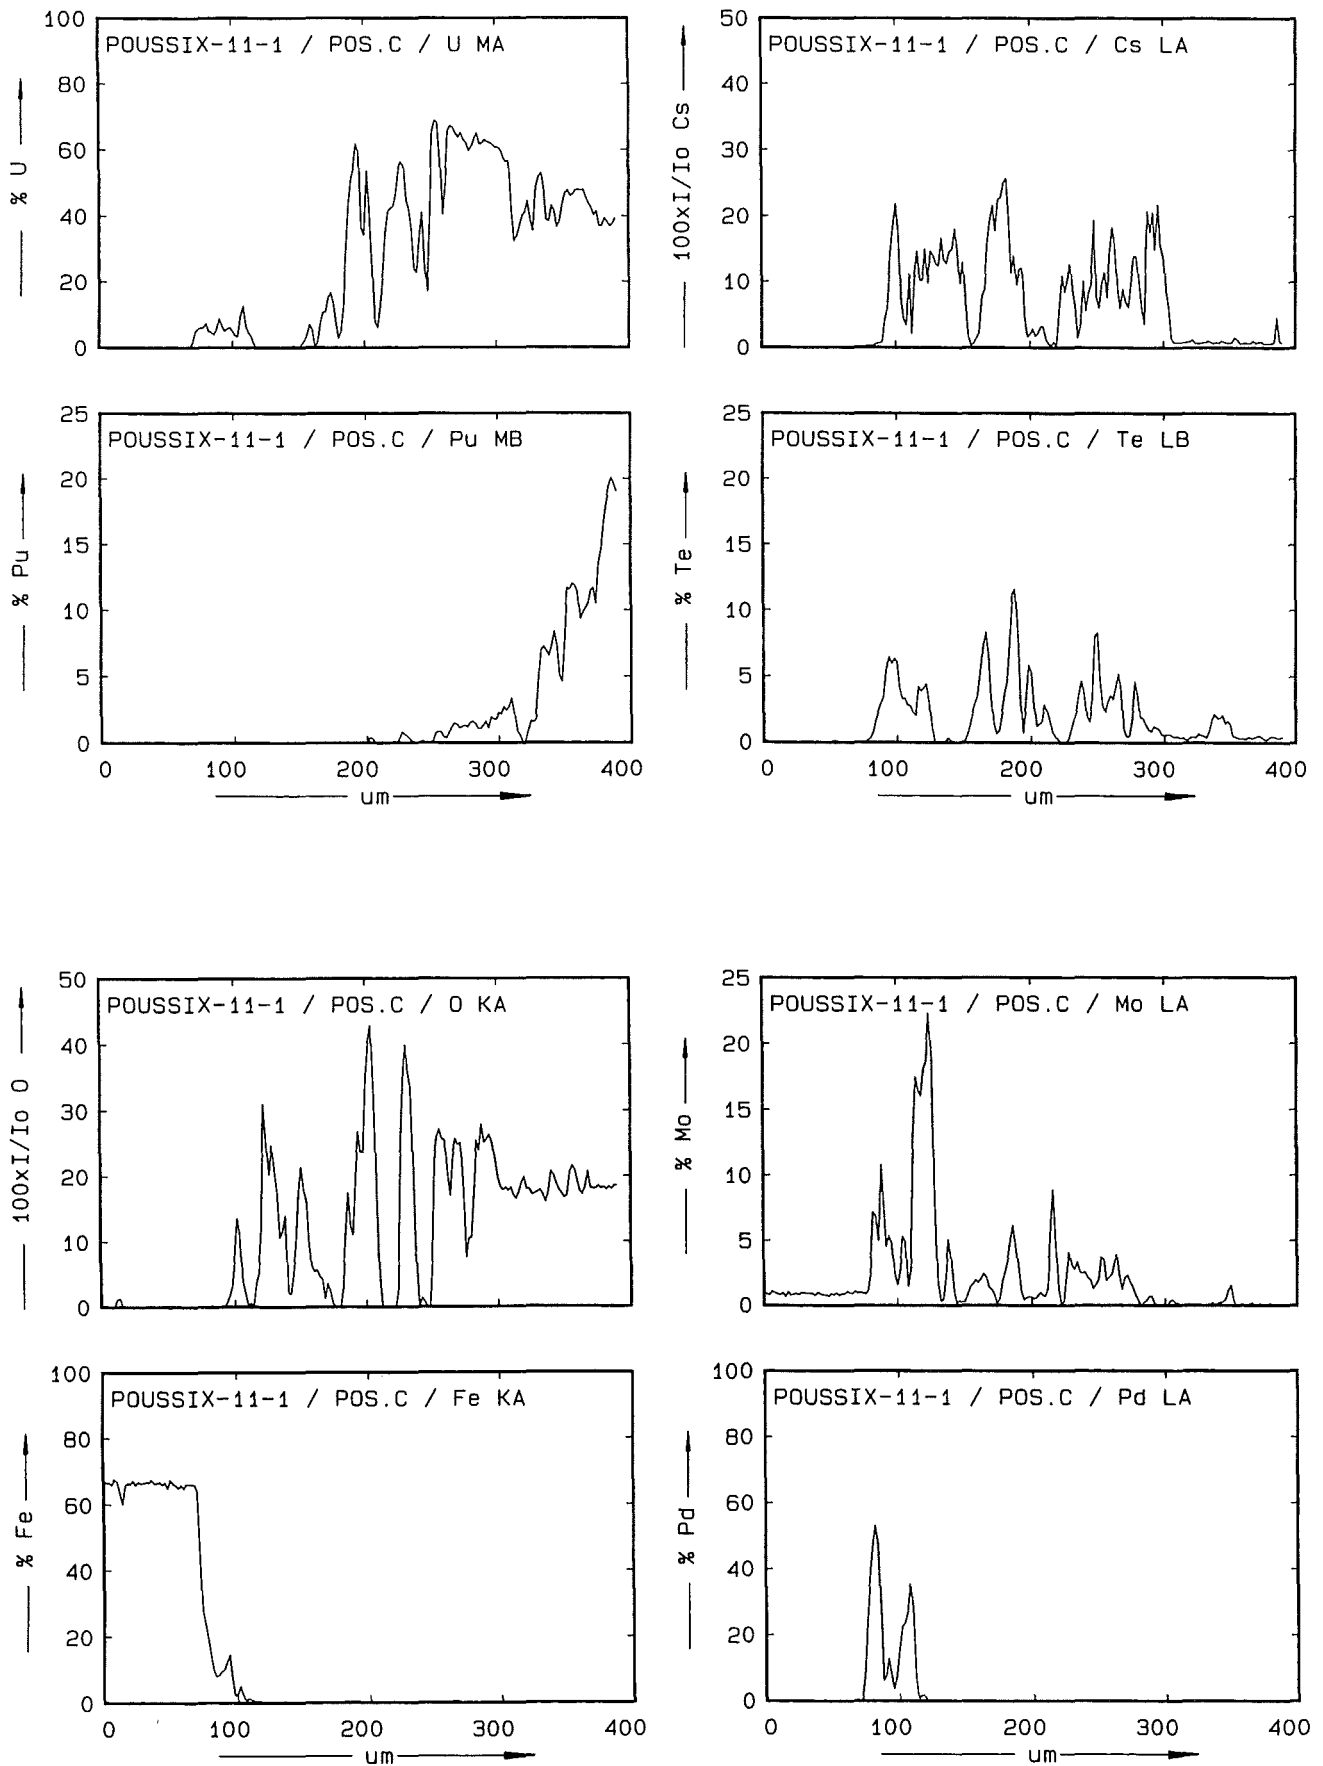 100
80
60
40
20
0
% U
POUSSIX-11-1 / POS.C / U MA
50
40
30
20
10
0
100xI/Io Cs
POUSSIX-11-1 / POS.C / Cs LA
25
20
15
10
5
0
% Pu
POUSSIX-11-1 / POS.C / Pu MB
0 100 200 300 400
um
25
20
15
10
5
0
% Te
POUSSIX-11-1 / POS.C / Te LB
0 100 200 300 400
um
50
40
30
20
10
0
100xI/Io O
POUSSIX-11-1 / POS.C / O KA
25
20
15
10
5
0
% Mo
POUSSIX-11-1 / POS.C / Mo LA
100
80
60
40
20
0
% Fe
POUSSIX-11-1 / POS.C / Fe KA
0 100 200 300 400
um
100
80
60
40
20
0
% Pd
POUSSIX-11-1 / POS.C / Pd LA
0 100 200 300 400
um